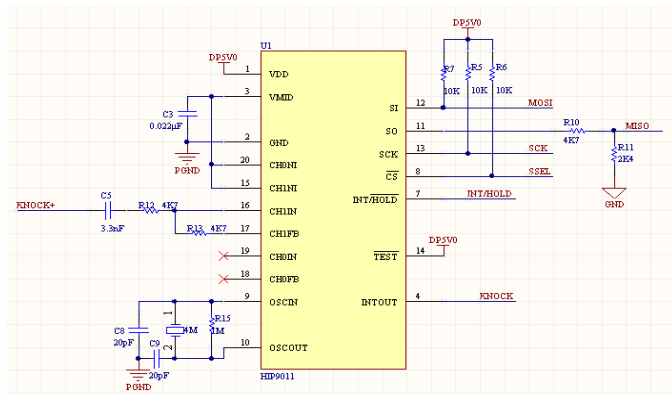 DP5V0
U1
DP5V0
1 VDD
R7 R5 R6
3 VMID
10K 10K 10K
C3
0.022µF
SI 12 MOSI
SO 11 R10 MISO
4K7
2 GND
PGND
SCK 13 SCK
R11
2K4
20 CH0NI
CS 8 SSEL
15 CH1NI
INT/HOLD 7 INT/HOLD
GND
C5
KNOCK+ R12 4K7 16 CH1IN
3.3nF
R13 4K7 17 CH1FB
DP5V0
19 CH0IN
TEST 14
18 CH0FB
9 OSCIN
INTOUT 4 KNOCK
1
R15
C8 4M 1M
20pF
C9 2
10 OSCOUT
20pF
PGND
HIP9011